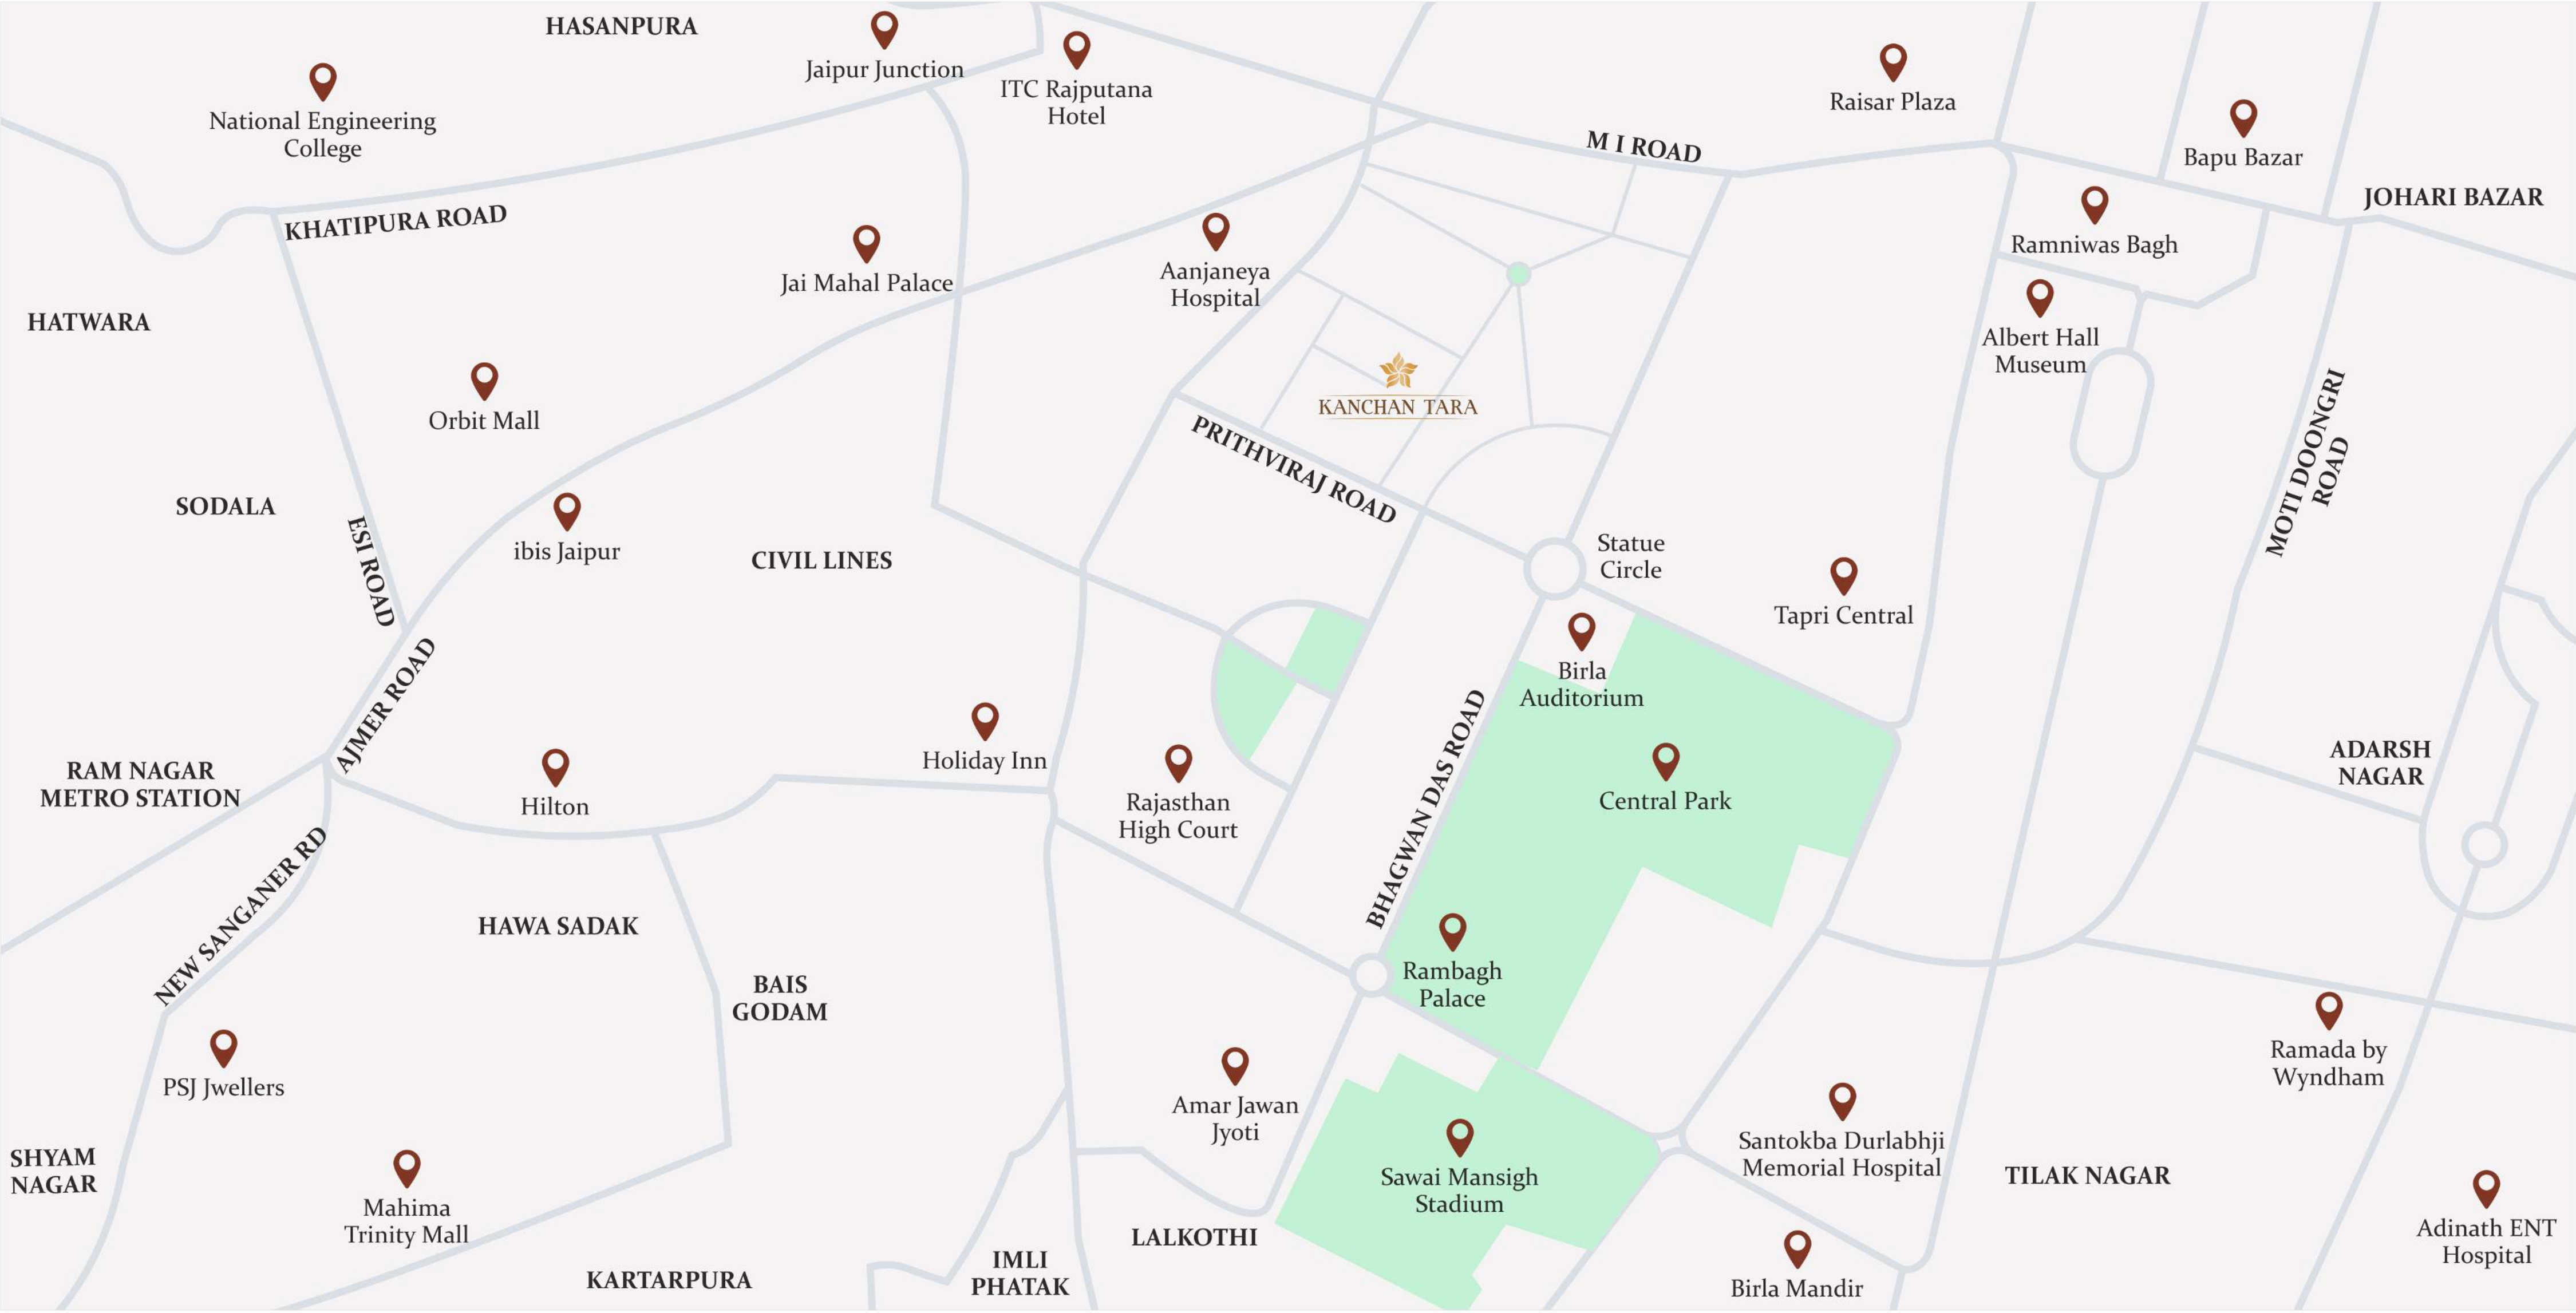 HASANPURA
Jaipur Junction
ITC Rajputana
Hotel
National Engineering
College
Raisar Plaza
Bapu Bazar
M I ROAD
JOHARI BAZAR
KHATIPURA ROAD
Ramniwas Bagh
Jai Mahal Palace
Aanjaneya
Hospital
HATWARA
Albert Hall
Museum
Orbit Mall
KANCHAN TARA
PRITHVIRAJ ROAD
MOTI DOONGRI
ROAD
SODALA
ESI ROAD
ibis Jaipur
CIVIL LINES
Statue
Circle
Tapri Central
Birla
Auditorium
AJMER ROAD
BHAGWAN DAS ROAD
Holiday Inn
RAM NAGAR
METRO STATION
Hilton
Rajasthan
High Court
Central Park
ADARSH
NAGAR
NEW SANGANER RD
HAWA SADAK
BAIS
GODAM
Rambagh
Palace
PSJ Jwellers
Amar Jawan
Jyoti
Ramada by
Wyndham
SHYAM
NAGAR
Mahima
Trinity Mall
Sawai Mansigh
Stadium
Santokba Durlabhji
Memorial Hospital
TILAK NAGAR
LALKOTHI
Adinath ENT
Hospital
KARTARPURA
IMLI
PHATAK
Birla Mandir